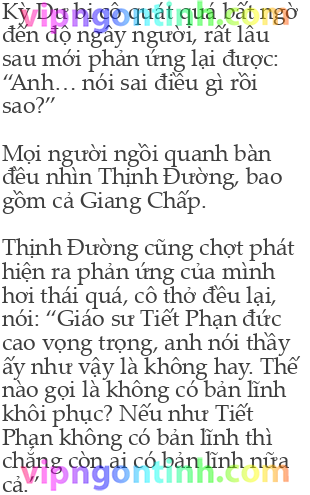 Kỳ Dư bị cô quát quá bất ngờ
đến độ ngây người, rất lâu
sau mới phản ứng lại được:
“Anh… nói sai điều gì rồi
sao?”
Mọi người ngồi quanh bàn
đều nhìn Thịnh Đường, bao
gồm cả Giang Chấp.
Thịnh Đường cũng chợt phát
hiện ra phản ứng của mình
hơi thái quá, cô thở đều lại,
nói: “Giáo sư Tiết Phạn đức
cao vọng trọng, anh nói thầy
ấy như vậy là không hay. Thế
nào gọi là không có bản lĩnh
khôi phục? Nếu như Tiết
Phạn không có bản lĩnh thì
chẳng còn ai có bản lĩnh nữa
cả.”
vipngontinh.com
vipngontinh.com